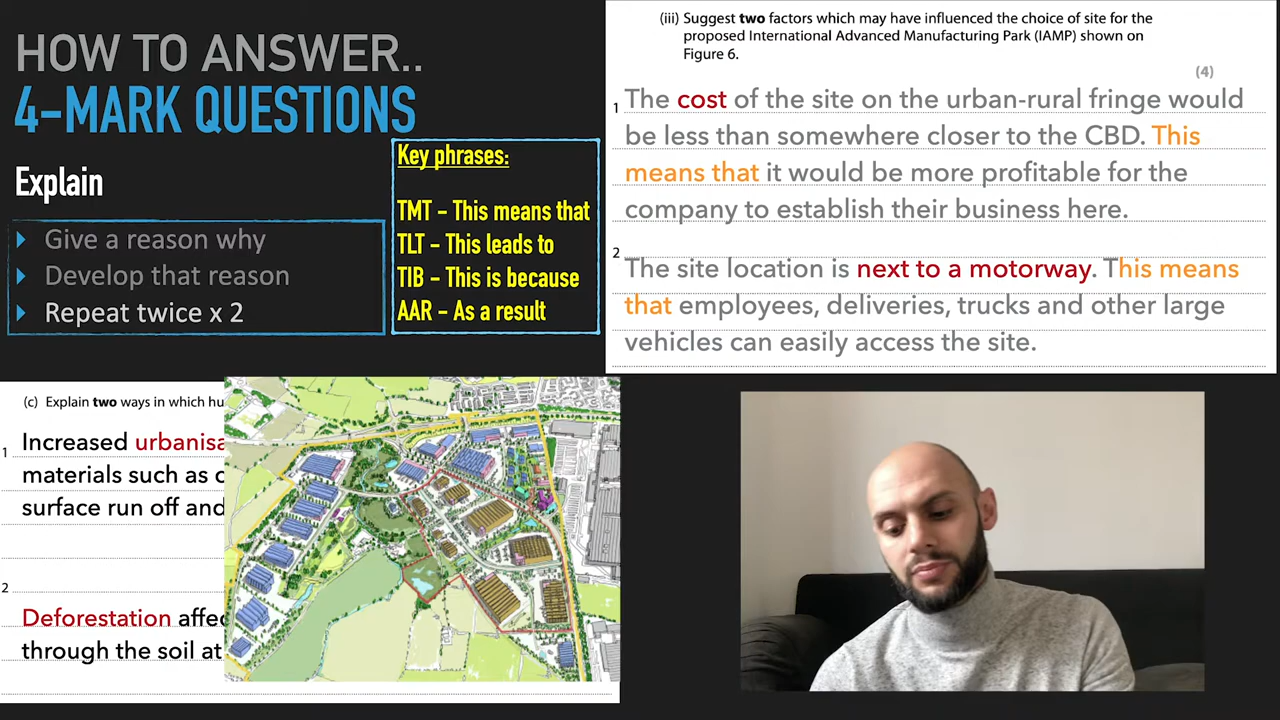 HOW TO ANSWER..
4-MARK QUESTIONS
Explain
Give a reason why
Develop that reason
Repeat twice x 2
Key phrases:
TMT - This means that
TLT - This leads to
TIB - This is because
AAR - As a result
(iii) Suggest two factors which may have influenced the choice of site for the
proposed International Advanced Manufacturing Park (IAMP) shown on
Figure 6.
(4)
1
The cost of the site on the urban-rural fringe would
be less than somewhere closer to the CBD. This
means that it would be more profitable for the
company to establish their business here.
2
The site location is next to a motorway. This means
that employees, deliveries, trucks and other large
vehicles can easily access the site.
(c) Explain two ways in which hu
1
Increased urbanisa
materials such as c
surface run off and
2
Deforestation affec
through the soil at